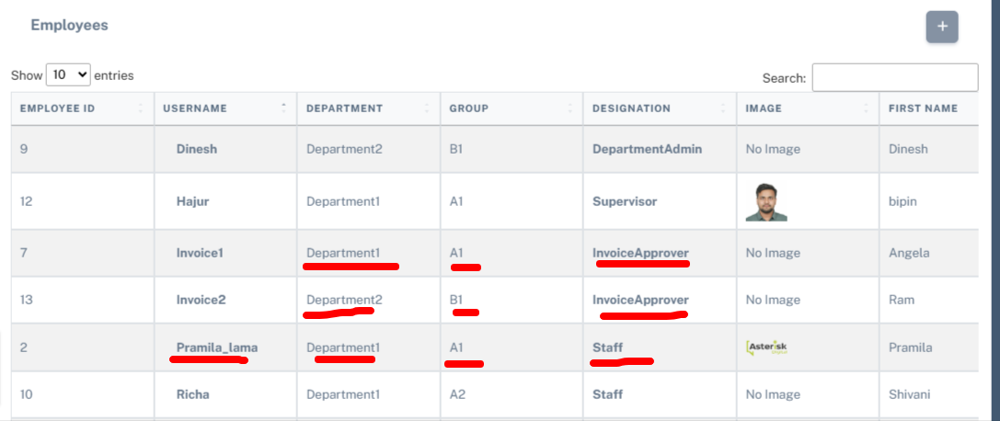 Employees
+
Show 10 entries
Search:
EMPLOYEE ID USERNAME DEPARTMENT GROUP DESIGNATION IMAGE FIRST NAME
9 Dinesh Department2 B1 DepartmentAdmin No Image Dinesh
12 Hajur Department1 A1 Supervisor bipin
7 Invoice1 Department1 A1 InvoiceApprover No Image Angela
13 Invoice2 Department2 B1 InvoiceApprover No Image Ram
2 Pramila_lama Department1 A1 Staff Asterisk Pramila
10 Richa Department1 A2 Staff No Image Shivani